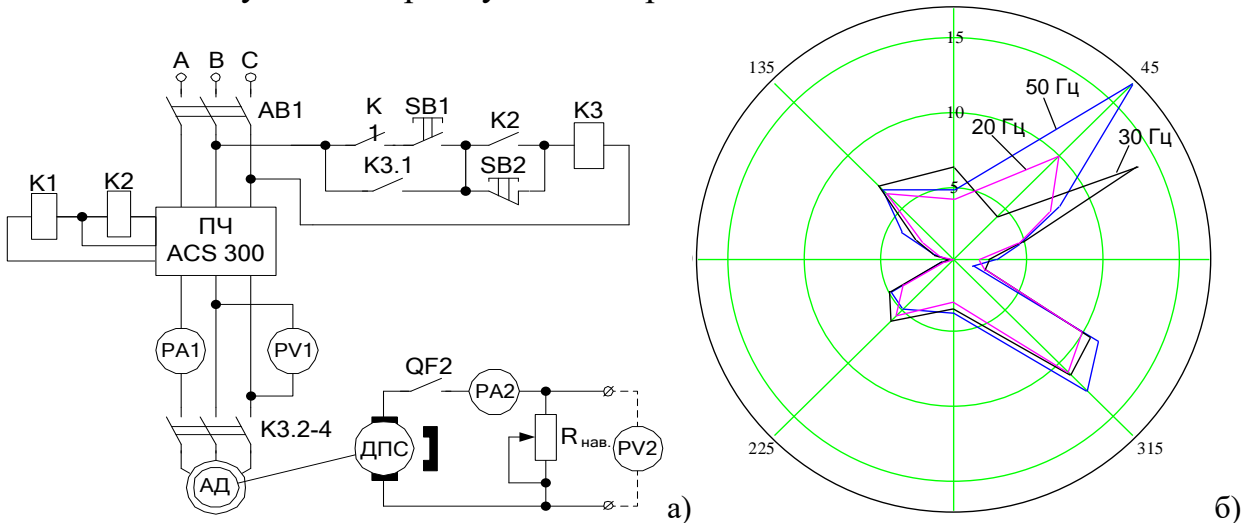 A B C
AB1
K1 K2
ПЧ
ACS 300
K
1
SB1
K2
K3
K3.1
SB2
PA1
PV1
K3.2-4
АД
QF2
PA2
ДПС
R нав.
PV2
а)
135
15
45
50 Гц
10
20 Гц
30 Гц
5
225
315
б)